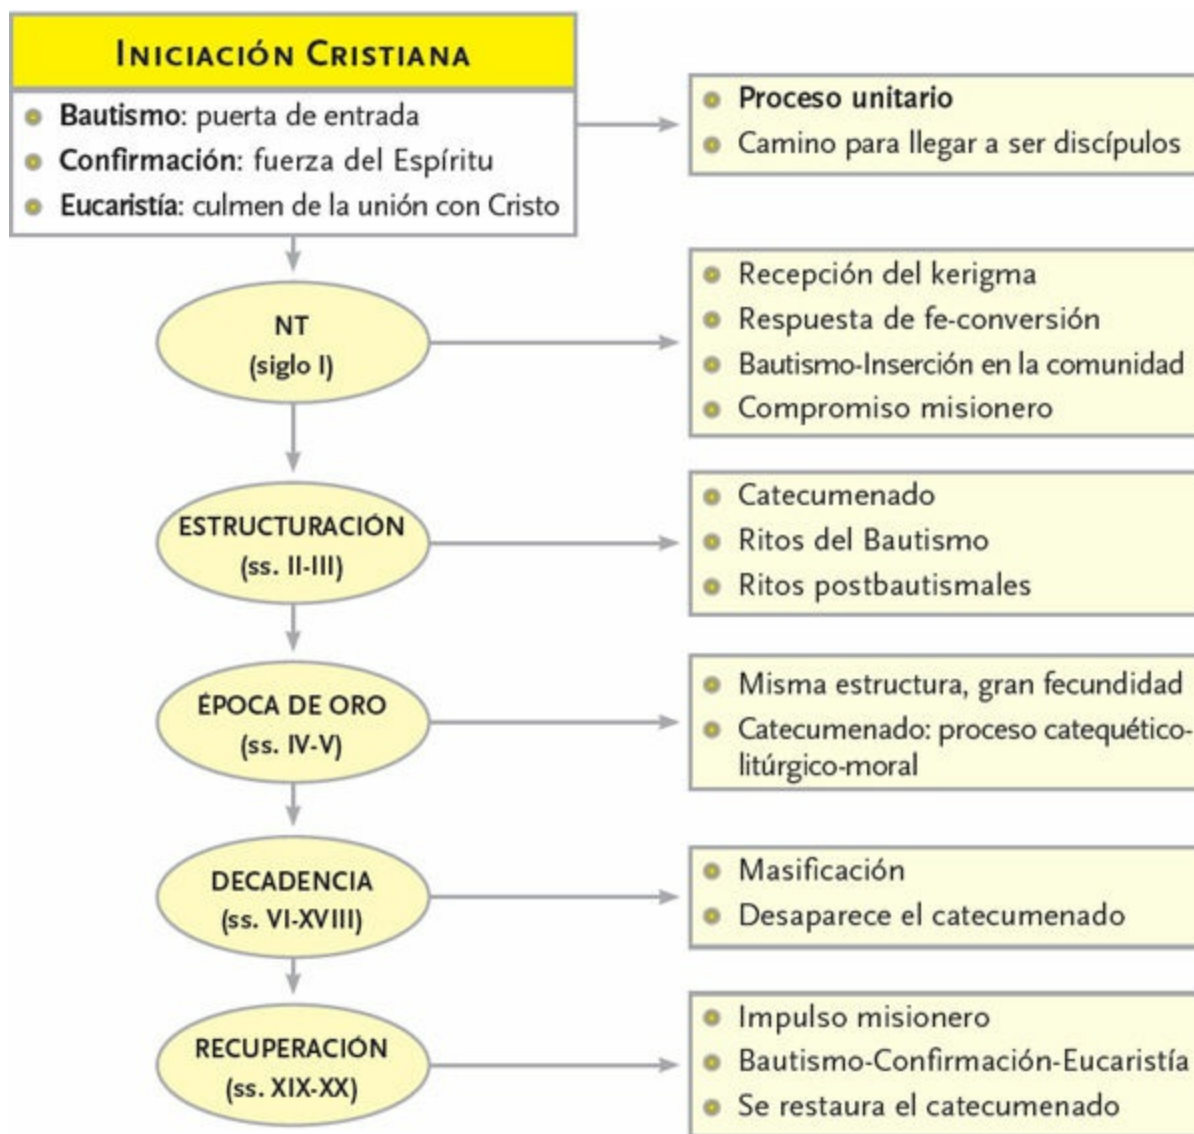 INICIACIÓN CRISTIANA
Bautismo: puerta de entrada
Confirmación: fuerza del Espíritu
Eucaristía: culmen de la unión con Cristo
Proceso unitario
Camino para llegar a ser discípulos
NT
(siglo I)
Recepción del kerigma
Respuesta de fe-conversión
Bautismo-Inserción en la comunidad
Compromiso misionero
ESTRUCTURACIÓN
(ss. II-III)
Catecumenado
Ritos del Bautismo
Ritos postbautismales
ÉPOCA DE ORO
(ss. IV-V)
Misma estructura, gran fecundidad
Catecumenado: proceso catequético-
litúrgico-moral
DECADENCIA
(ss. VI-XVIII)
Masificación
Desaparece el catecumenado
RECUPERACIÓN
(ss. XIX-XX)
Impulso misionero
Bautismo-Confirmación-Eucaristía
Se restaura el catecumenado